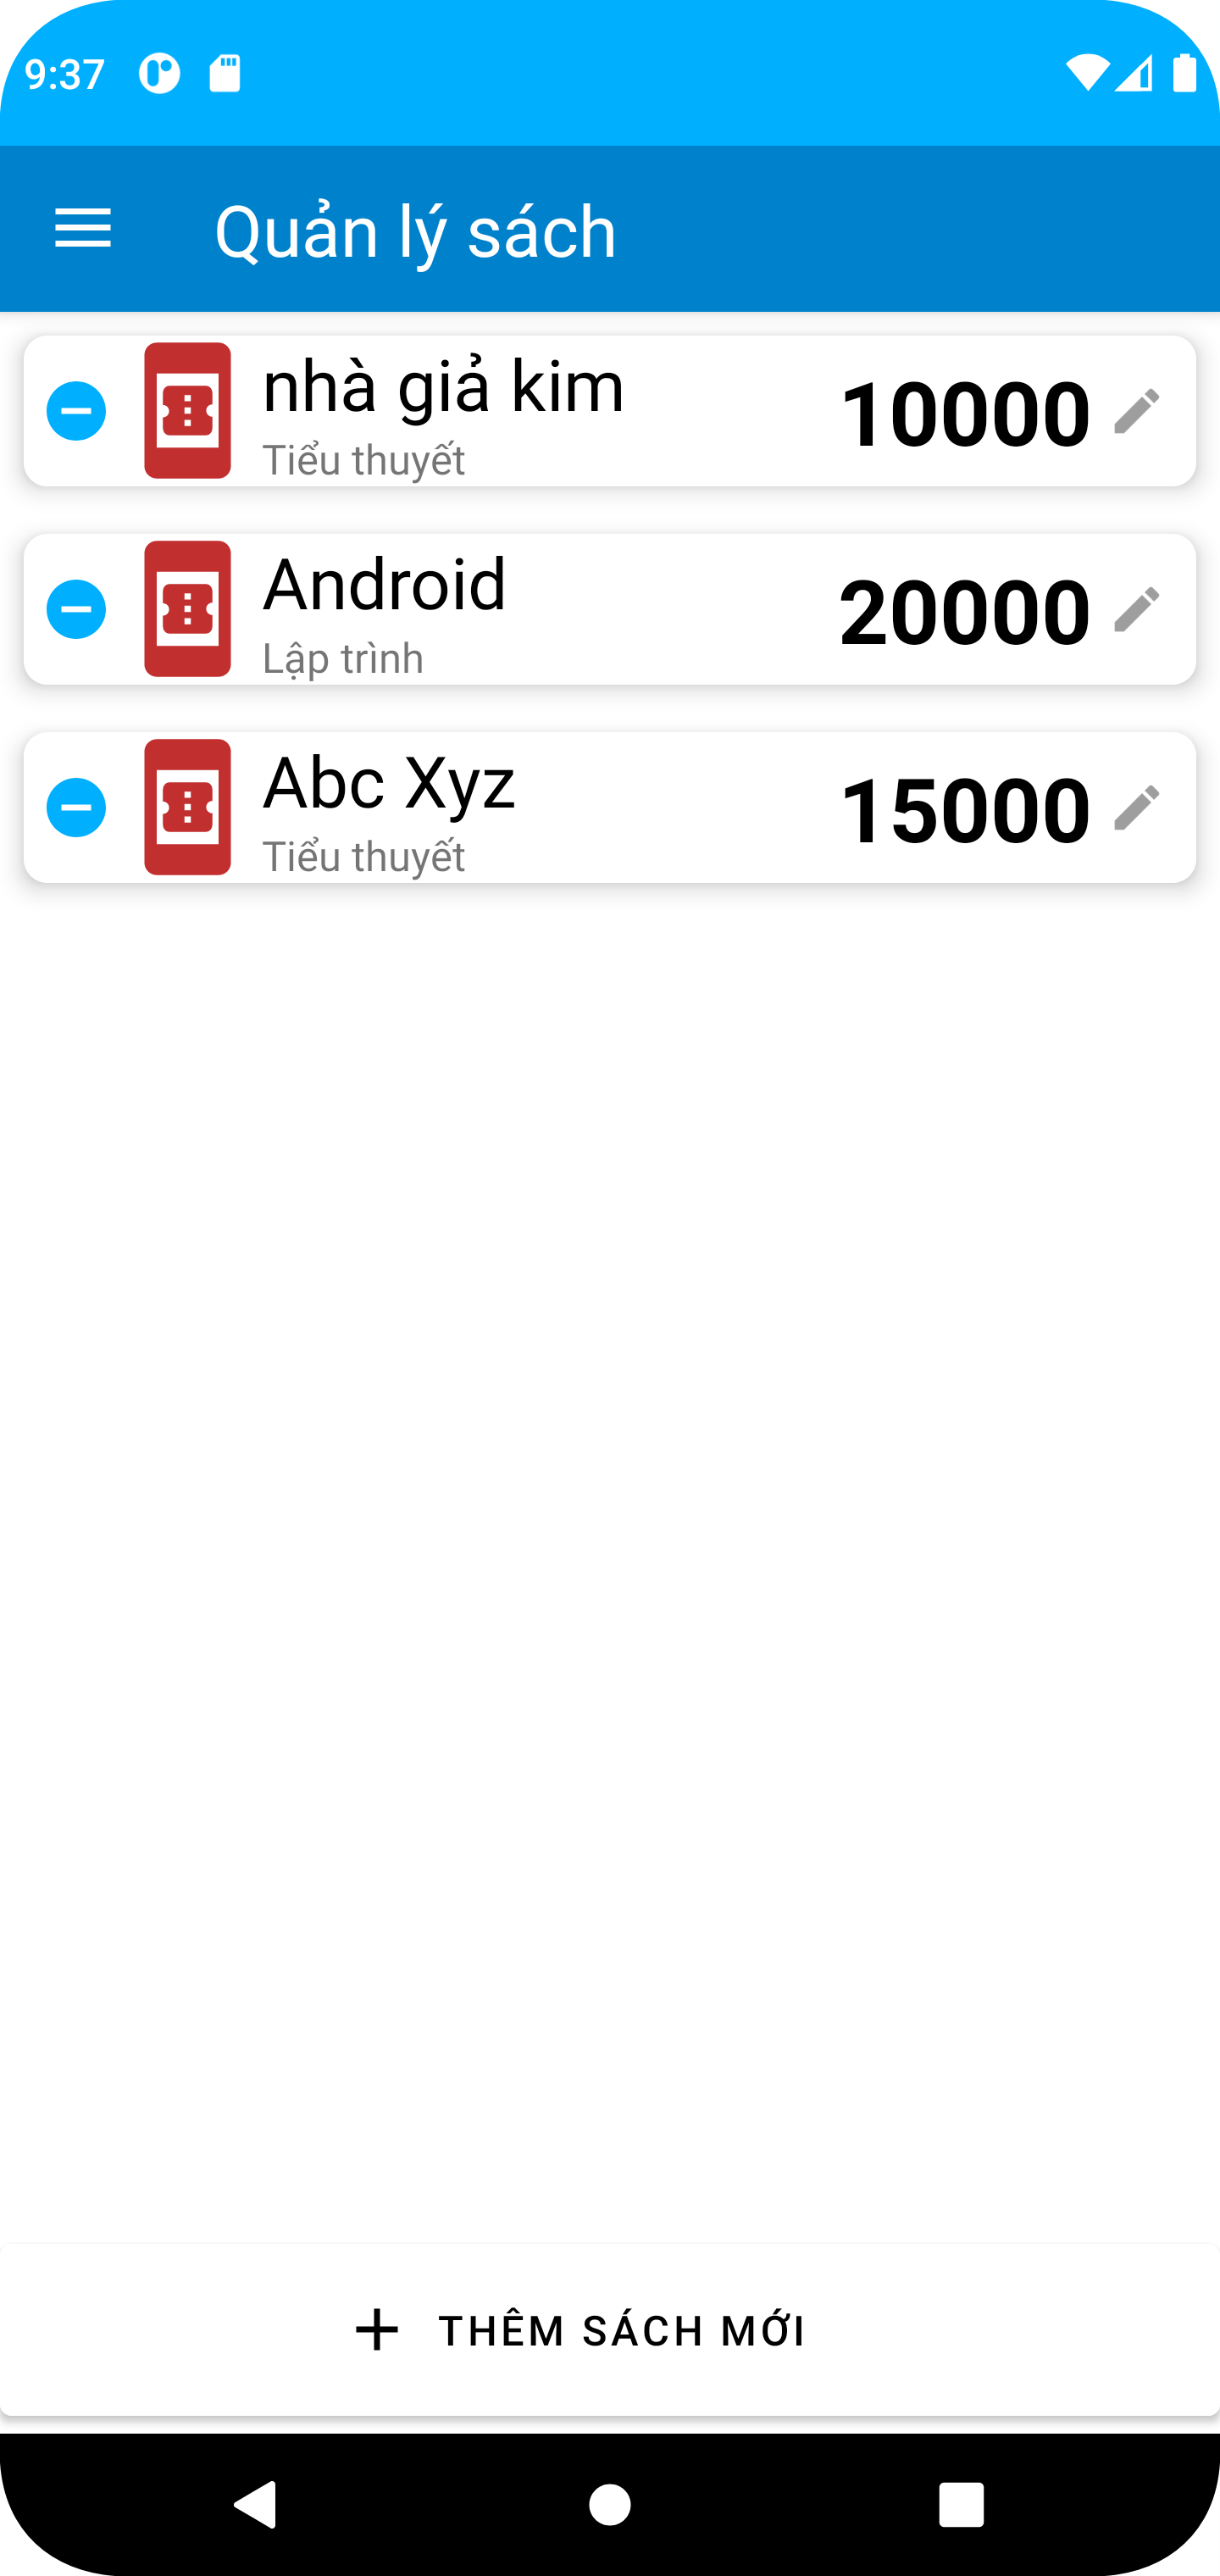 9:37
Quản lý sách
nhà giả kim
Tiểu thuyết
10000
Android
Lập trình
20000
Abc Xyz
Tiểu thuyết
15000
THÊM SÁCH MỚI